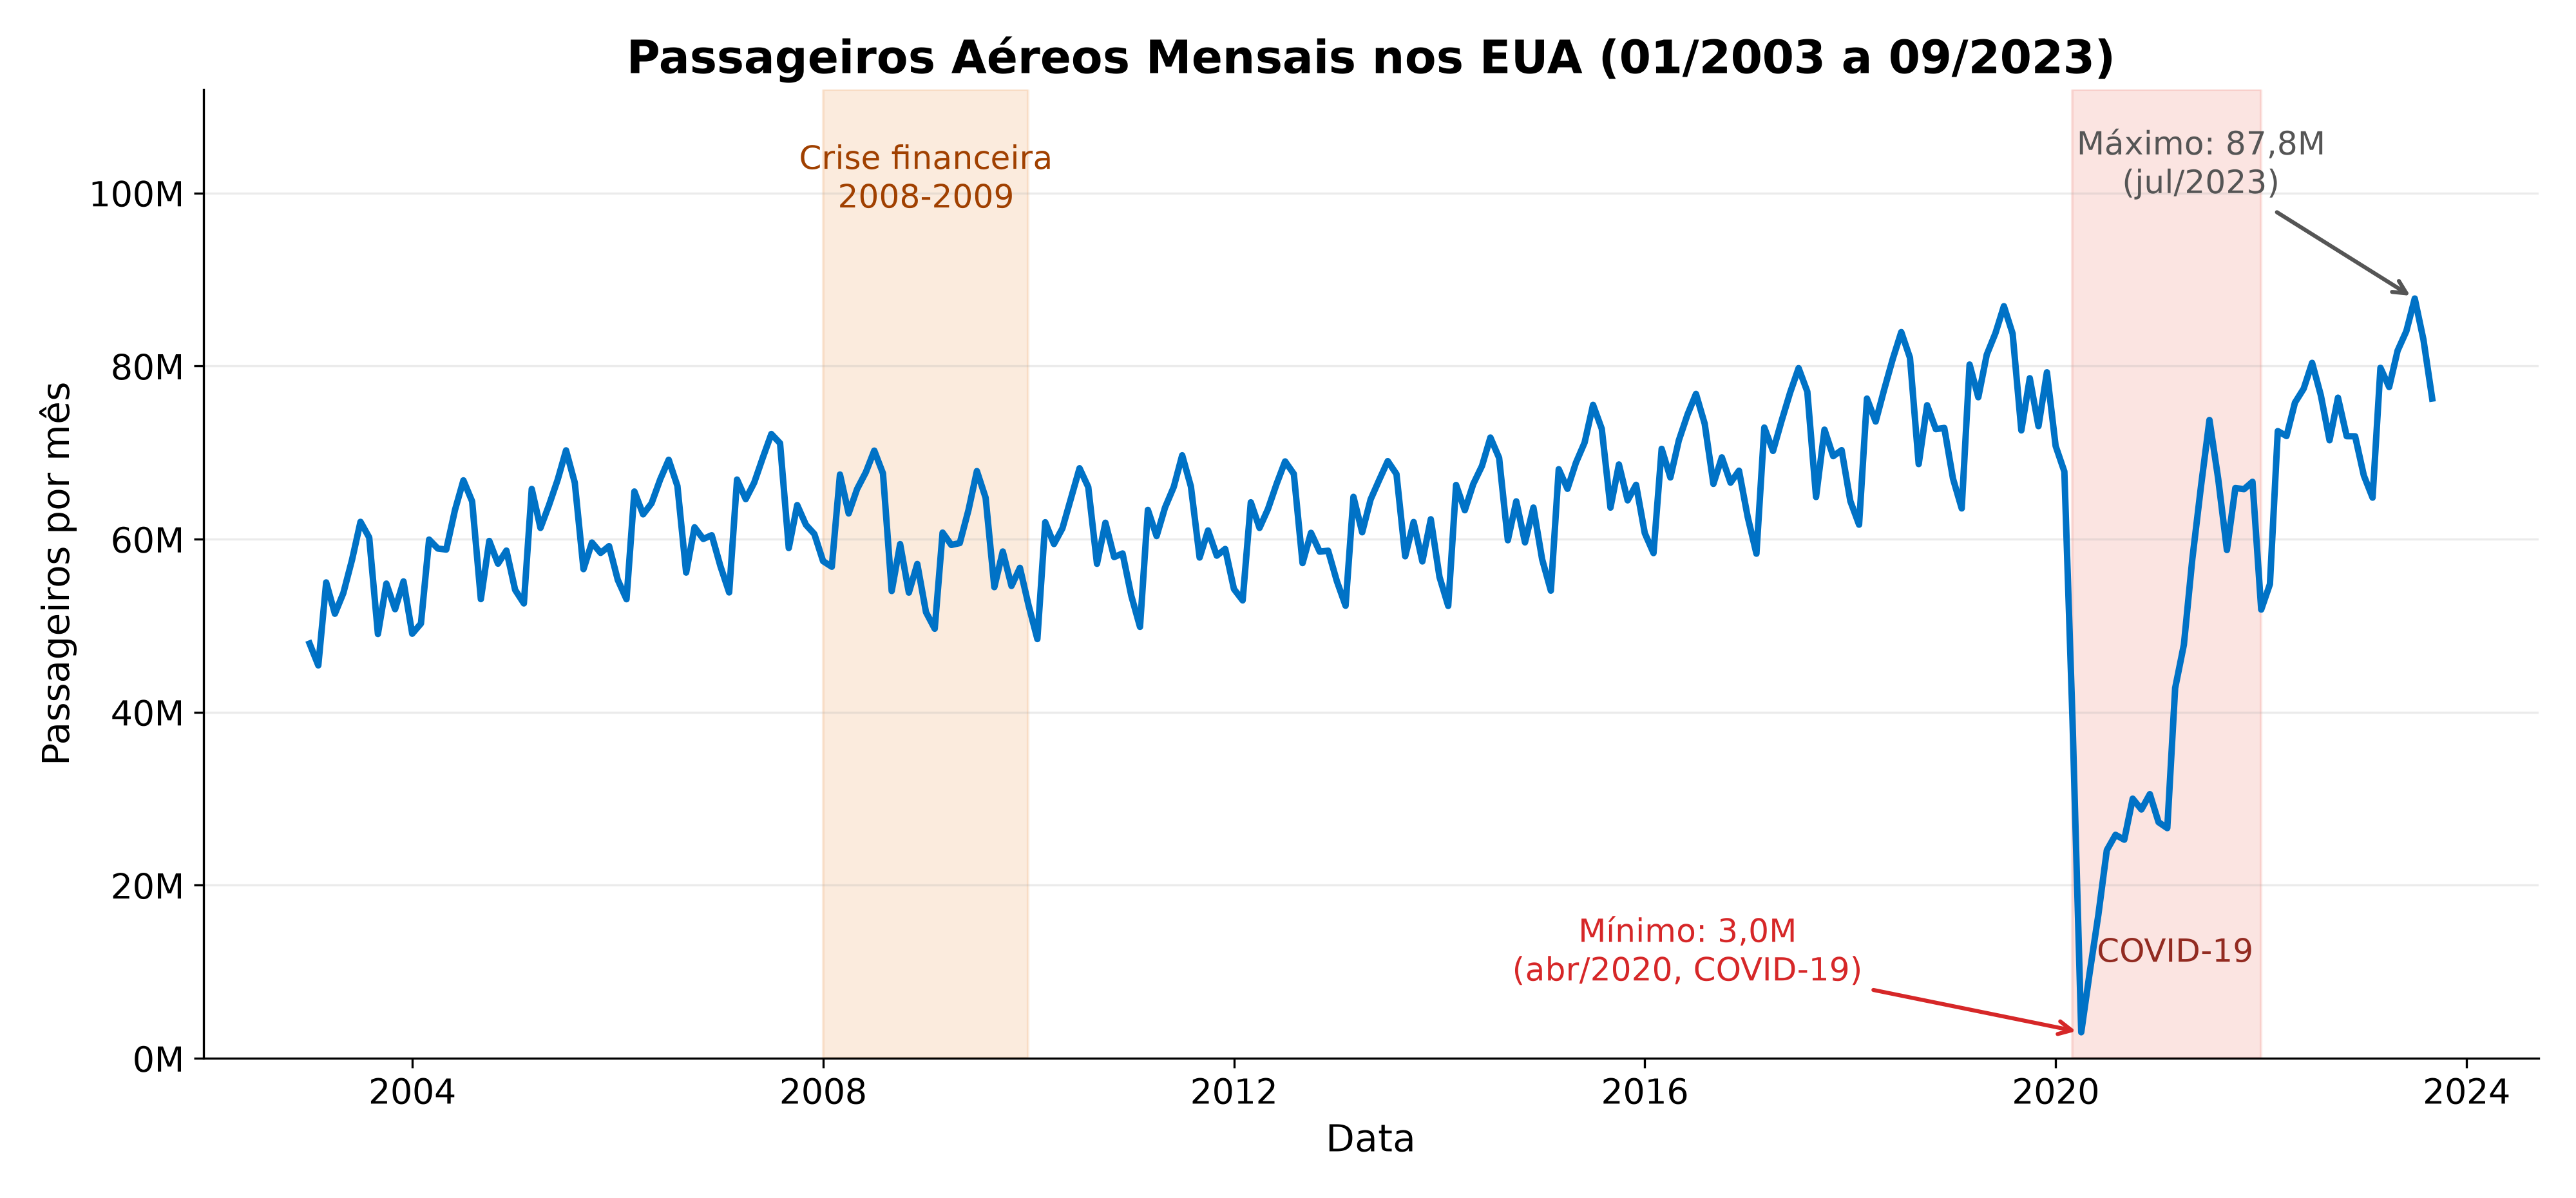 Passageiros Aéreos Mensais nos EUA (01/2003 a 09/2023)
Crise financeira
2008-2009
Máximo: 87,8M
(jul/2023)
Mínimo: 3,0M
(abr/2020, COVID-19)
COVID-19
Passageiros por mês
100M
80M
60M
40M
20M
0M
2004
2008
2012
2016
2020
2024
Data